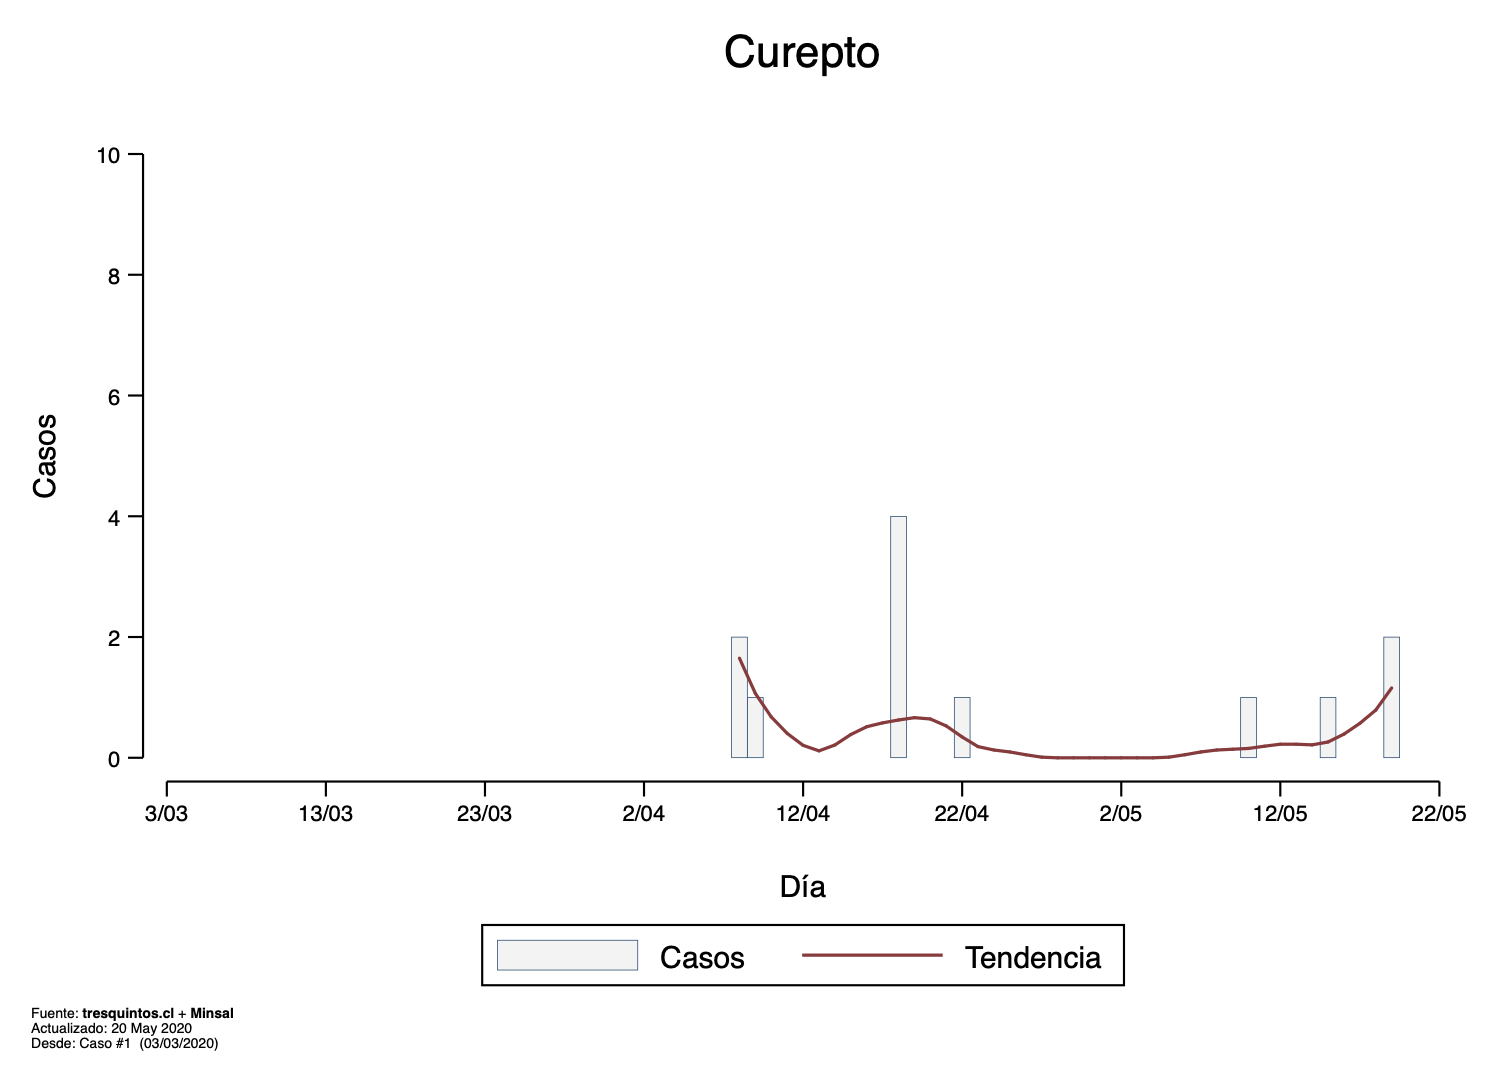 Curepto
Casos
10
8
6
4
2
0
3/03 13/03 23/03 2/04 12/04 22/04 2/05 12/05 22/05
Día
Casos Tendencia
Fuente: tresquintos.cl + Minsal
Actualizado: 20 May 2020
Desde: Caso #1 (03/03/2020)